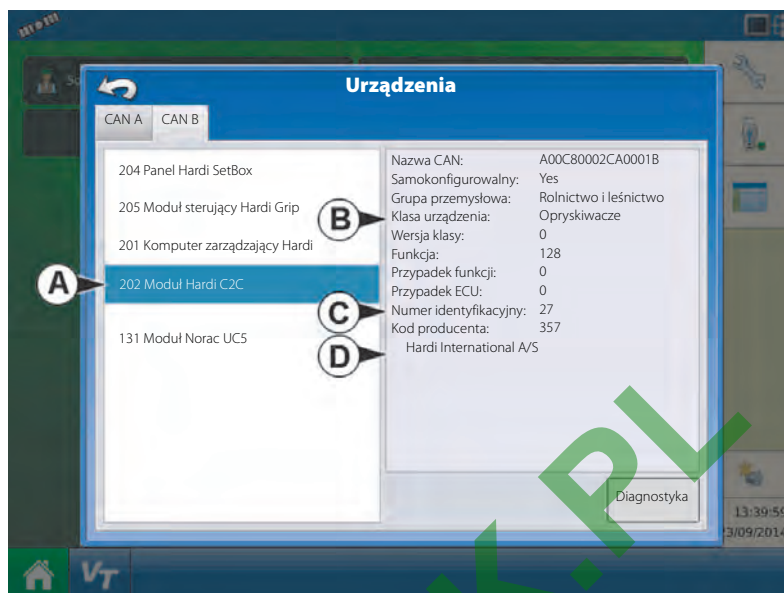 So
Urządzenia
CAN A CAN B
204 Panel Hardi SetBox
205 Moduł sterujący Hardi Grip
201 Komputer zarządzający Hardi
202 Moduł Hardi C2C
131 Moduł Norac UC5
A
B
C
D
Nazwa CAN: A00C80002CA0001B
Samokonfigurowalny: Yes
Grupa przemysłowa: Rolnictwo i leśnictwo
Klasa urządzenia: Opryskiwacze
Wersja klasy: 0
Funkcja: 128
Przypadek funkcji: 0
Przypadek ECU: 0
Numer identyfikacyjny: 27
Kod producenta: 357
Hardi International A/S
Diagnostyka
13:39:59
3/09/2014
VT
K.PL